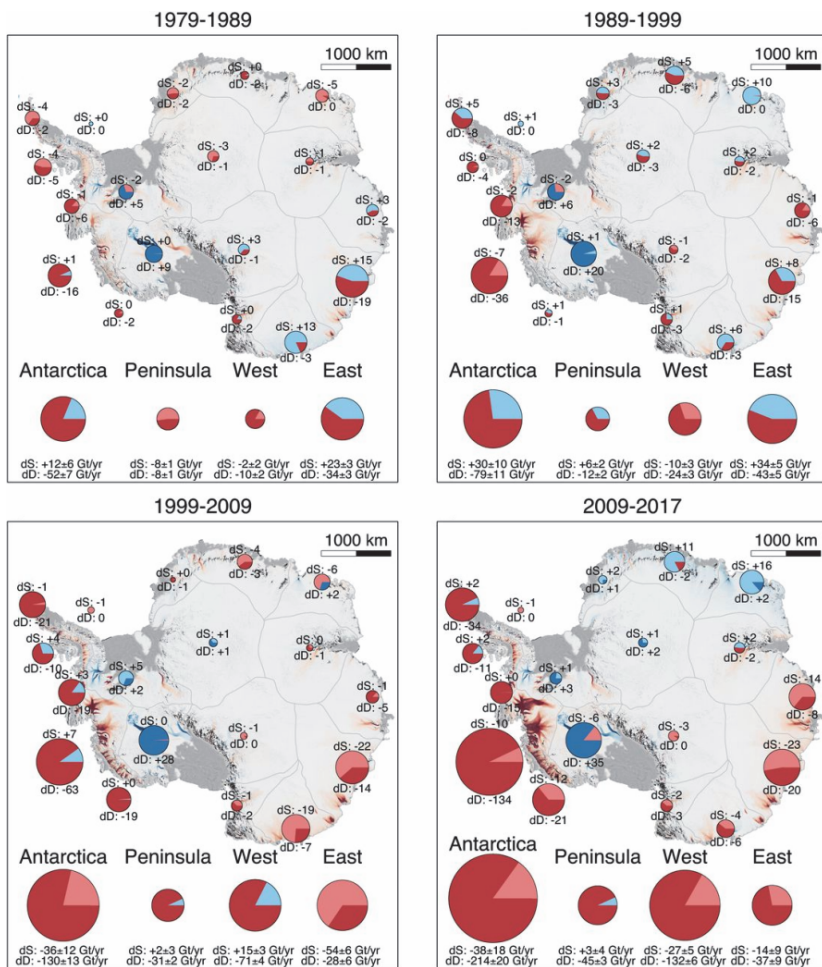 1979-1989
1000 km
dS: +0
dD: -2
dS: -2
dD: -2
dS: -5
dD: 0
dS: -4
dD: -2
dS: +0
dD: 0
dS: -3
dD: -1
dS: -1
dD: -1
dS: -4
dD: -5
dS: -2
dD: +5
dS: -1
dD: -6
dS: +3
dD: -2
dS: +0
dD: +9
dS: +3
dD: -1
dS: +1
dD: -16
dS: +15
dD: -19
dS: 0
dD: -2
dS: +0
dD: -2
dS: +13
dD: -3
Antarctica Peninsula West East
dS: +12±6 Gt/yr dS: -8±1 Gt/yr dS: -2±2 Gt/yr dS: +23±3 Gt/yr
dD: -52±7 Gt/yr dD: -8±1 Gt/yr dD: -10±2 Gt/yr dD: -34±3 Gt/yr
1989-1999
1000 km
dS: +5
dD: -6
dS: +3
dD: -3
dS: +10
dD: 0
dS: +5
dD: -8
dS: +1
dD: 0
dS: +2
dD: -3
dS: +2
dD: -2
dS: 0
dD: -4
dS: -2
dD: +6
dS: -2
dD: -13
dS: -1
dD: -6
dS: +1
dD: +20
dS: -1
dD: -2
dS: -7
dD: -36
dS: +8
dD: -15
dS: +1
dD: -1
dS: +1
dD: -3
dS: +6
dD: -3
Antarctica Peninsula West East
dS: +30±10 Gt/yr dS: +6±2 Gt/yr dS: -10±3 Gt/yr dS: +34±5 Gt/yr
dD: -79±11 Gt/yr dD: -12±2 Gt/yr dD: -24±3 Gt/yr dD: -43±5 Gt/yr
1999-2009
1000 km
dS: -4
dD: -3
dS: +0
dD: -1
dS: -6
dD: +2
dS: -1
dD: -21
dS: -1
dD: 0
dS: +1
dD: +1
dS: 0
dD: -1
dS: +4
dD: -10
dS: +5
dD: +2
dS: +3
dD: -19
dS: -1
dD: -5
dS: 0
dD: +28
dS: -1
dD: 0
dS: +7
dD: -63
dS: -22
dD: -14
dS: +0
dD: -19
dS: -1
dD: -2
dS: -19
dD: -7
Antarctica Peninsula West East
dS: -36±12 Gt/yr dS: +2±3 Gt/yr dS: +15±3 Gt/yr dS: -54±6 Gt/yr
dD: -130±13 Gt/yr dD: -31±2 Gt/yr dD: -71±4 Gt/yr dD: -28±6 Gt/yr
2009-2017
1000 km
dS: +11
dD: -2
dS: +2
dD: +1
dS: +16
dD: +2
dS: +2
dD: -34
dS: -1
dD: 0
dS: +2
dD: +2
dS: +2
dD: -2
dS: +2
dD: -11
dS: +1
dD: +3
dS: +0
dD: -15
dS: -14
dD: -8
dS: -6
dD: +35
dS: -3
dD: 0
dS: -10
dD: -134
dS: -23
dD: -20
dS: -12
dD: -21
dS: -2
dD: -3
dS: -4
dD: -6
Antarctica Peninsula West East
dS: -38±18 Gt/yr dS: +3±4 Gt/yr dS: -27±5 Gt/yr dS: -14±9 Gt/yr
dD: -214±20 Gt/yr dD: -45±3 Gt/yr dD: -132±6 Gt/yr dD: -37±9 Gt/yr